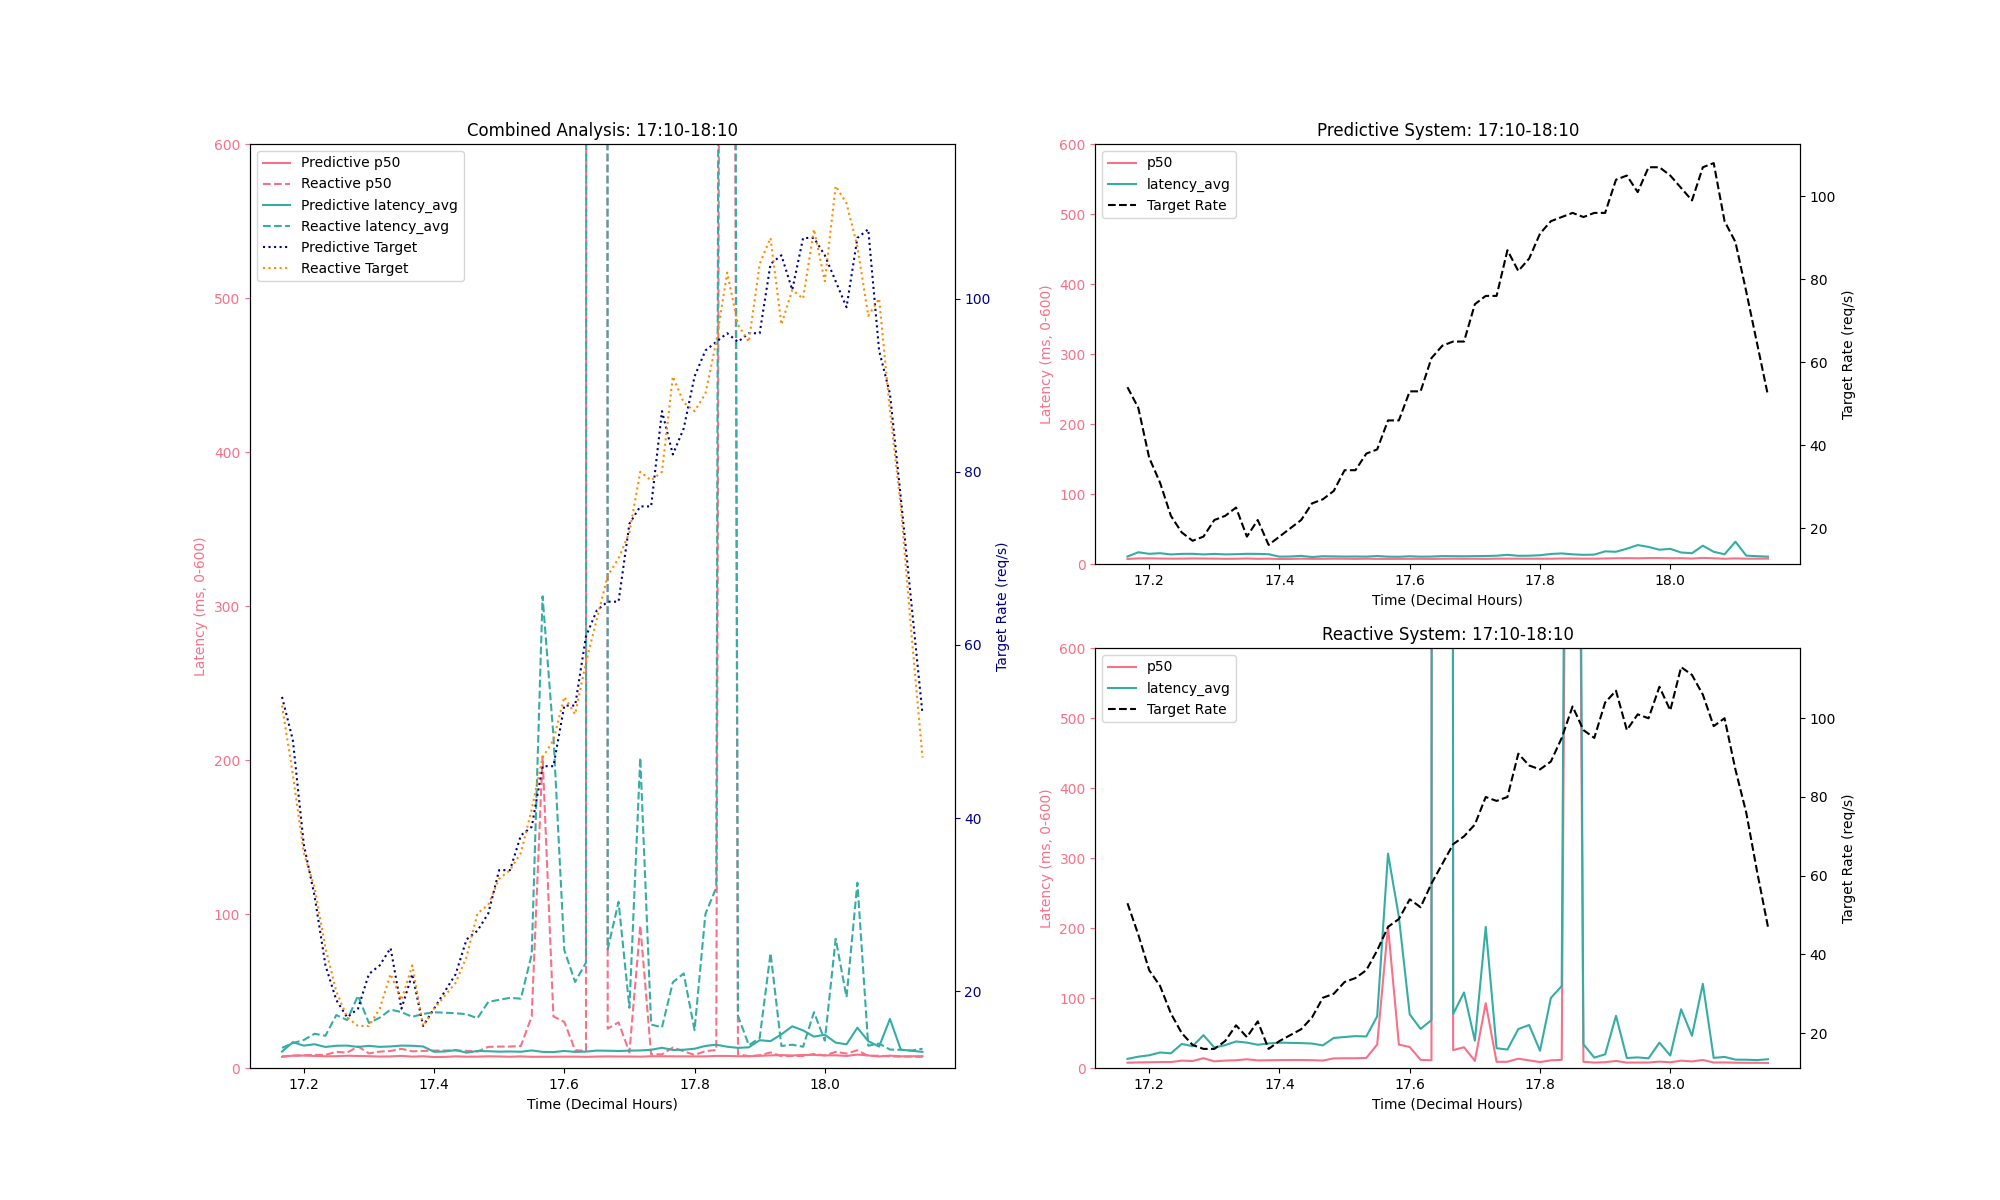 Combined Analysis: 17:10-18:10
600
500
400
300
200
100
0
Latency (ms, 0-600)
Predictive p50
Reactive p50
Predictive latency_avg
Reactive latency_avg
Predictive Target
Reactive Target
100
80
60
40
20
Target Rate (req/s)
17.2 17.4 17.6 17.8 18.0
Time (Decimal Hours)
Predictive System: 17:10-18:10
600
500
400
300
200
100
0
Latency (ms, 0-600)
p50
latency_avg
Target Rate
100
80
60
40
20
Target Rate (req/s)
17.2 17.4 17.6 17.8 18.0
Time (Decimal Hours)
Reactive System: 17:10-18:10
600
500
400
300
200
100
0
Latency (ms, 0-600)
p50
latency_avg
Target Rate
100
80
60
40
20
Target Rate (req/s)
17.2 17.4 17.6 17.8 18.0
Time (Decimal Hours)